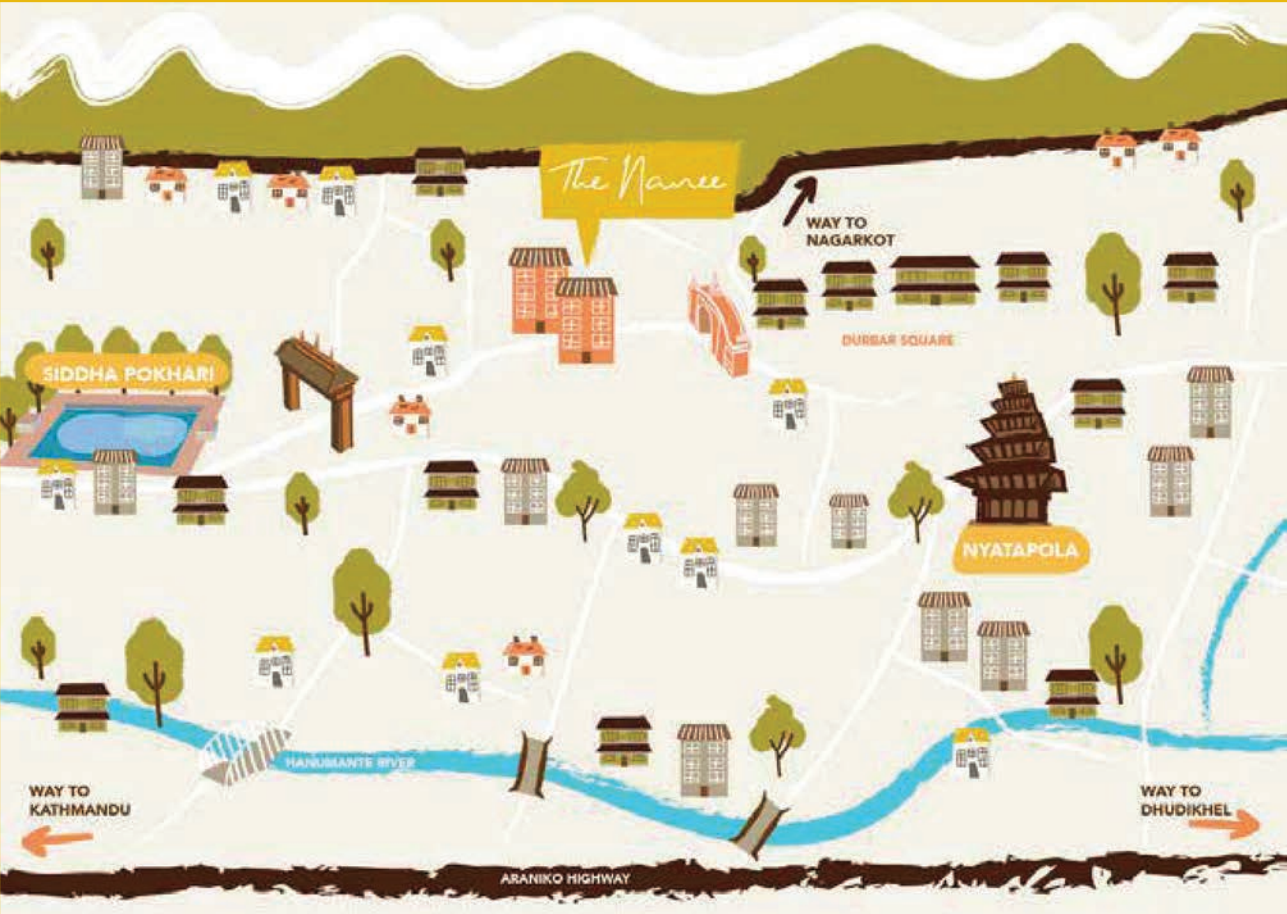 The Nanee
WAY TO
NAGARKOT
DURBAR SQUARE
SIDDHA POKHARI
NYATAPOLA
HANUMANTE RIVER
WAY TO
KATHMANDU
WAY TO
DHUDIKHEL
ARANIKO HIGHWAY